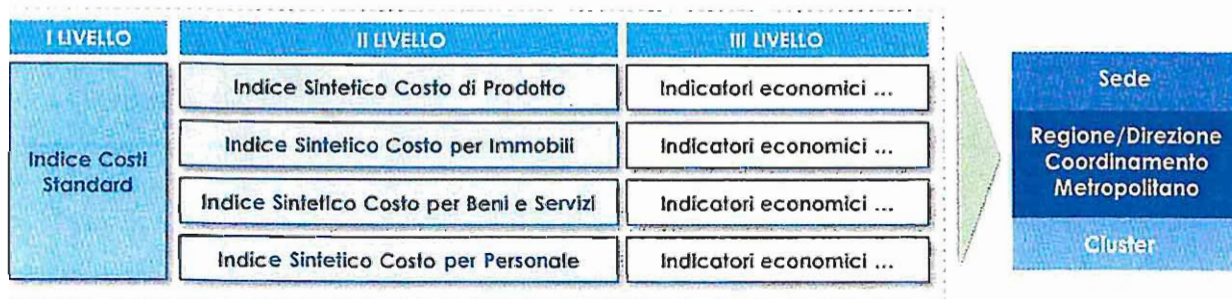 I LIVELLO
II LIVELLO
III LIVELLO
Indice Costi
Standard
Indice Sintetico Costo di Prodotto
Indicatori economici ...
Indice Sintetico Costo per Immobili
Indicatori economici ...
Indice Sintetico Costo per Beni e Servizi
Indicatori economici ...
Indice Sintetico Costo per Personale
Indicatori economici ...
Sede
Regione/Direzione
Coordinamento
Metropolitano
Cluster